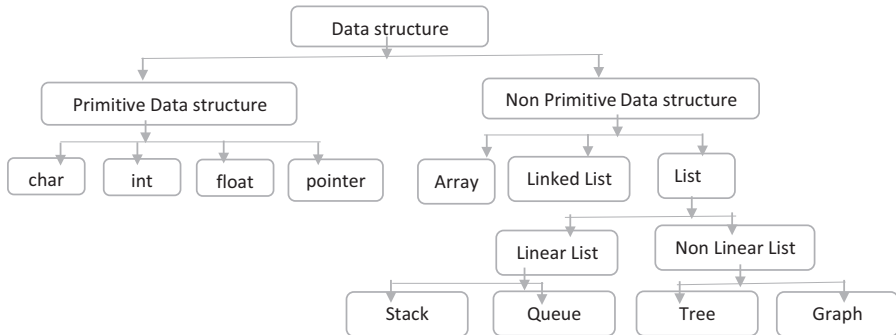 Data structure
Primitive Data structure
Non Primitive Data structure
char
int
float
pointer
Array
Linked List
List
Linear List
Non Linear List
Stack
Queue
Tree
Graph